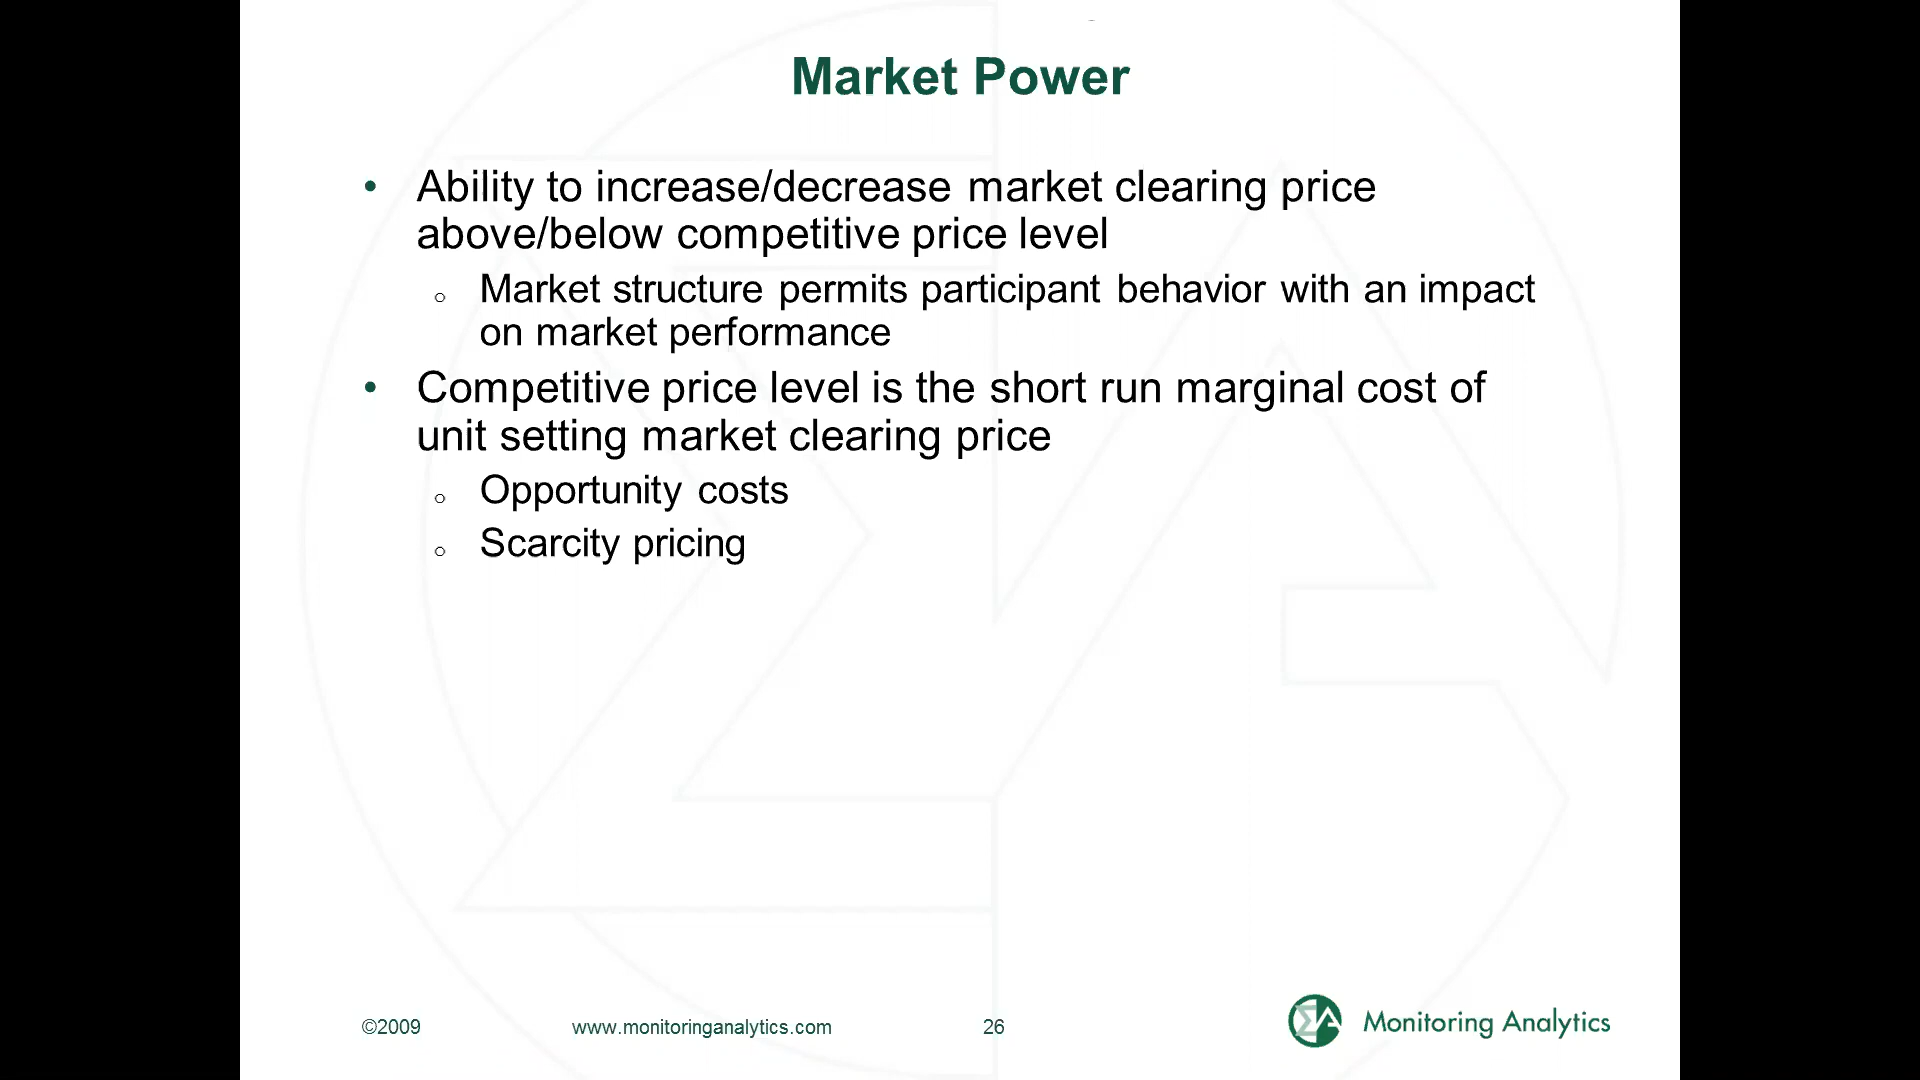 Market Power
• Ability to increase/decrease market clearing price
above/below competitive price level
o Market structure permits participant behavior with an impact
on market performance
• Competitive price level is the short run marginal cost of
unit setting market clearing price
o Opportunity costs
o Scarcity pricing
©2009 www.monitoringanalytics.com 26 Monitoring Analytics